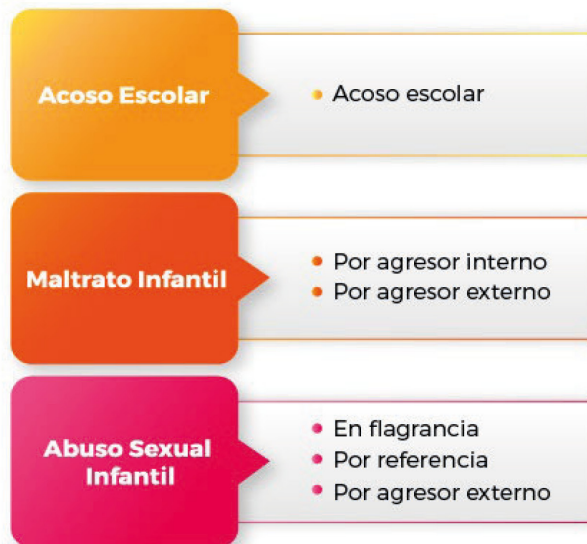 Acoso Escolar
• Acoso escolar
Maltrato Infantil
• Por agresor interno
• Por agresor externo
Abuso Sexual
Infantil
• En flagrancia
• Por referencia
• Por agresor externo